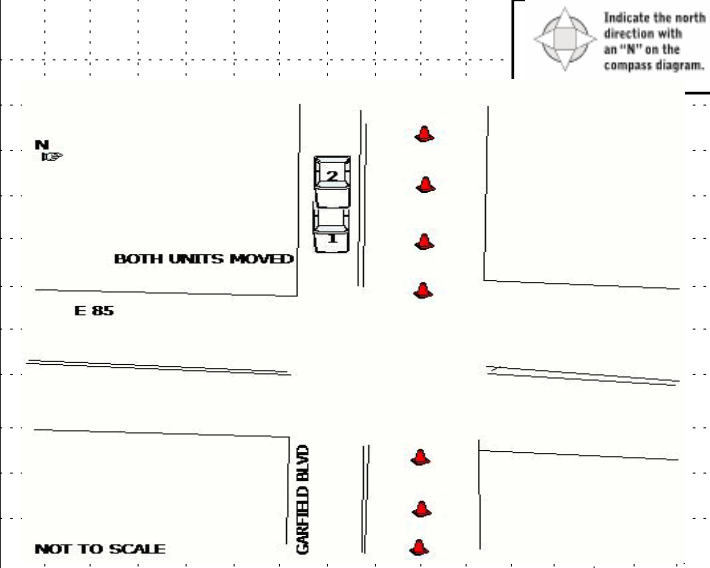 Indicate the north
direction with
an "N" on the
compass diagram.
N
2
1
BOTH UNITS MOVED
E 85
GARFIELD BLVD
NOT TO SCALE